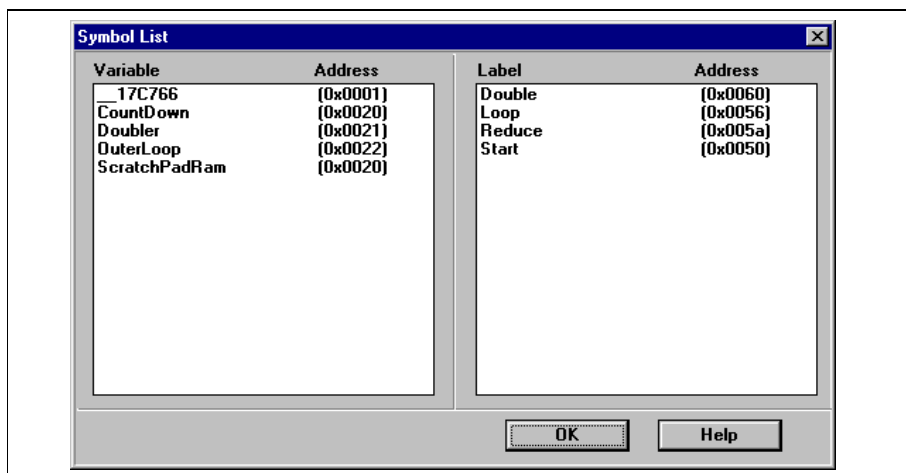 Symbol List
Variable Address
__17C766 (0x0001)
CountDown (0x0020)
Doubler (0x0021)
OuterLoop (0x0022)
ScratchPadRam (0x0020)
Label Address
Double (0x0060)
Loop (0x0056)
Reduce (0x005a)
Start (0x0050)
OK Help